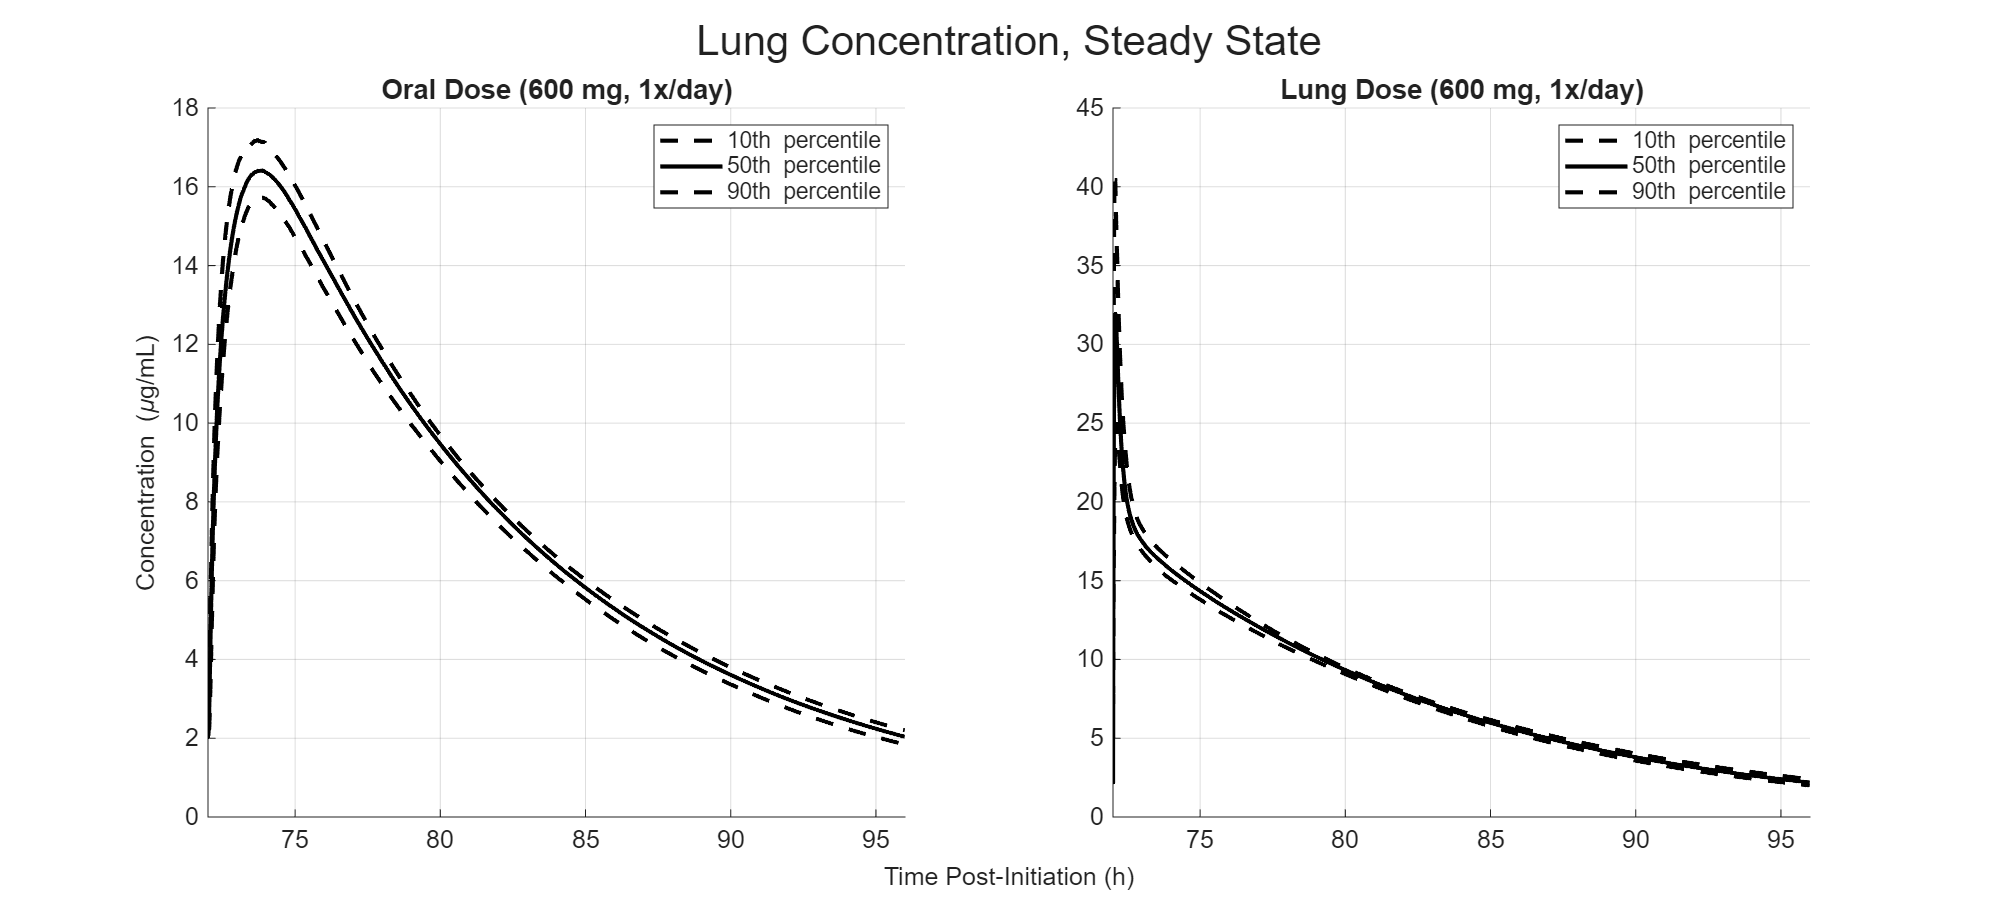 Lung Concentration, Steady State
Oral Dose (600 mg, 1x/day)
18
16
14
12
10
8
6
4
2
0
75
80
85
90
95
10th percentile
50th percentile
90th percentile
Concentration (µg/mL)
Lung Dose (600 mg, 1x/day)
45
40
35
30
25
20
15
10
5
0
75
80
85
90
95
10th percentile
50th percentile
90th percentile
Time Post-Initiation (h)